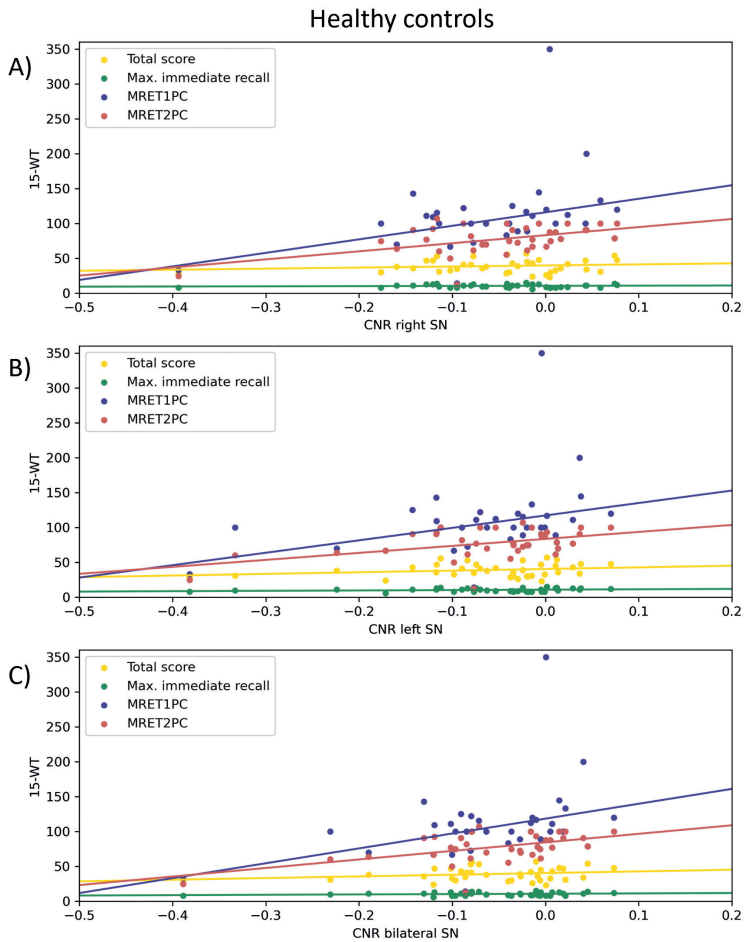 Healthy controls
A)
350
300
250
200
150
100
50
0
15-WT
Total score
Max. immediate recall
MRET1PC
MRET2PC
−0.5 −0.4 −0.3 −0.2 −0.1 0.0 0.1 0.2
CNR right SN
B)
350
300
250
200
150
100
50
0
15-WT
Total score
Max. immediate recall
MRET1PC
MRET2PC
−0.5 −0.4 −0.3 −0.2 −0.1 0.0 0.1 0.2
CNR left SN
C)
350
300
250
200
150
100
50
0
15-WT
Total score
Max. immediate recall
MRET1PC
MRET2PC
−0.5 −0.4 −0.3 −0.2 −0.1 0.0 0.1 0.2
CNR bilateral SN